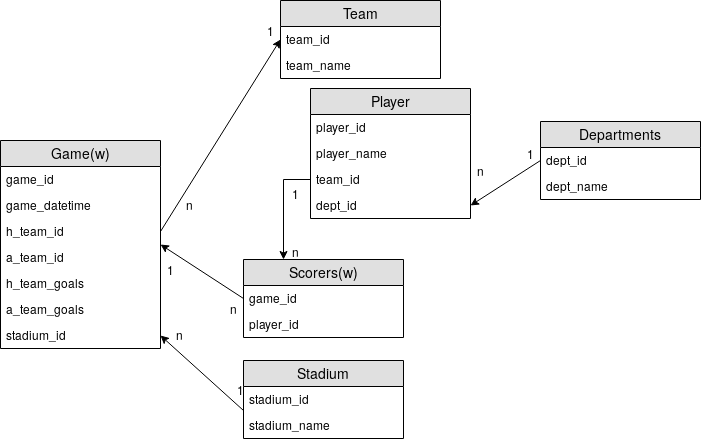 Team
team_id
team_name
Player
player_id
player_name
team_id
dept_id
Departments
dept_id
dept_name
Game(w)
game_id
game_datetime
h_team_id
a_team_id
h_team_goals
a_team_goals
stadium_id
Scorers(w)
game_id
player_id
Stadium
stadium_id
stadium_name
1
n
1
n
1
n
1
n
n
1